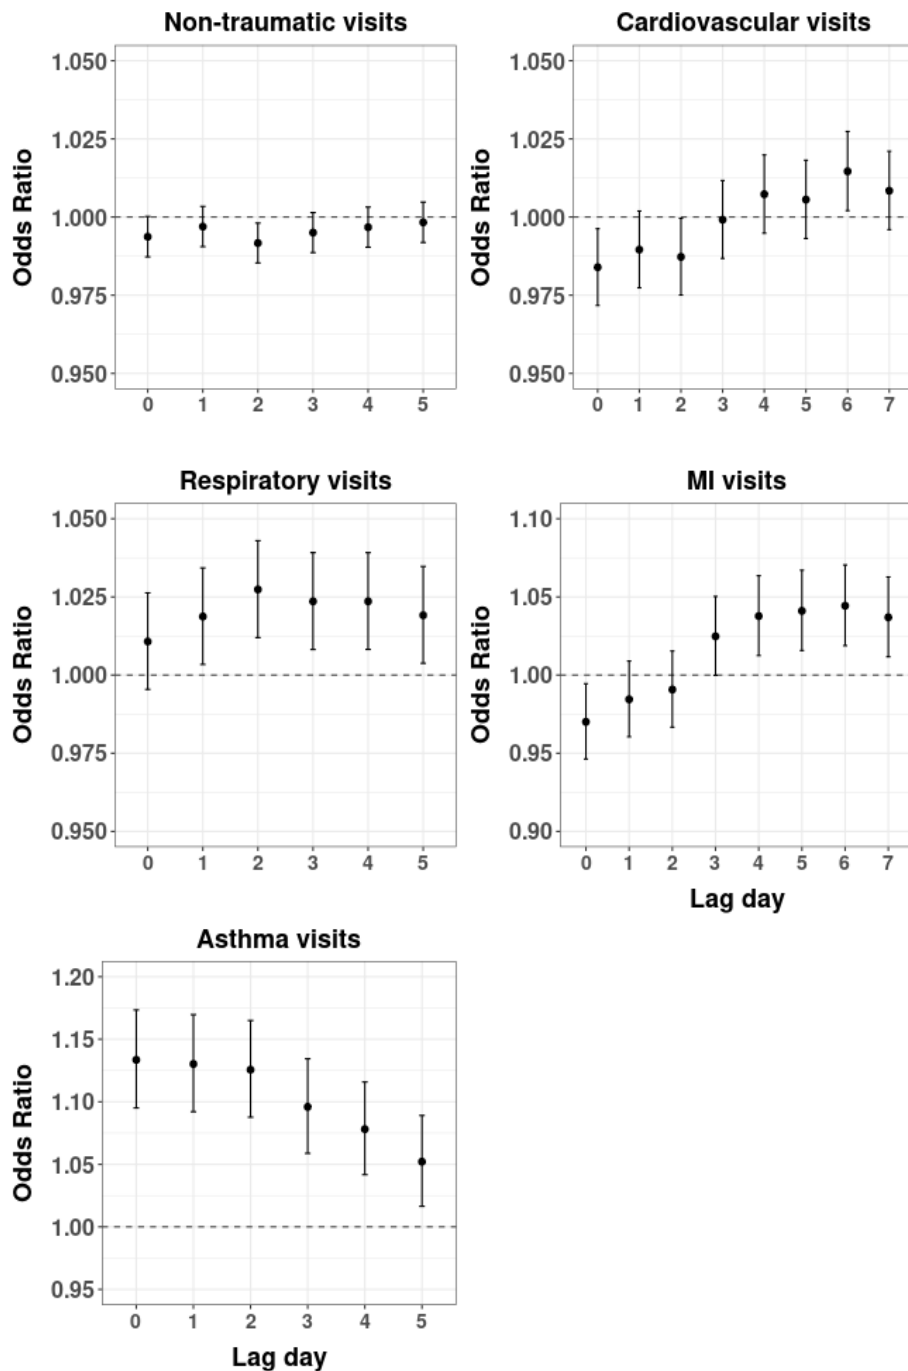 Non-traumatic visits
Odds Ratio
1.050
1.025
1.000
0.975
0.950
0 1 2 3 4 5
Cardiovascular visits
Odds Ratio
1.050
1.025
1.000
0.975
0.950
0 1 2 3 4 5 6 7
Respiratory visits
Odds Ratio
1.050
1.025
1.000
0.975
0.950
0 1 2 3 4 5
MI visits
Odds Ratio
1.10
1.05
1.00
0.95
0.90
0 1 2 3 4 5 6 7
Lag day
Asthma visits
Odds Ratio
1.20
1.15
1.10
1.05
1.00
0.95
0 1 2 3 4 5
Lag day